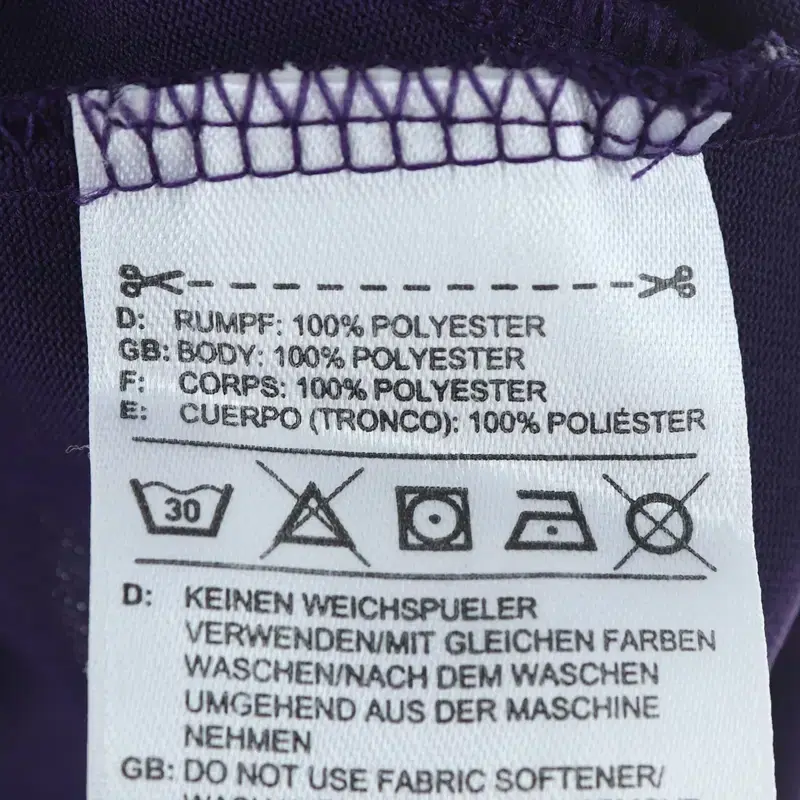 D: RUMPF: 100% POLYESTER
GB: BODY: 100% POLYESTER
F: CORPS: 100% POLYESTER
E: CUERPO (TRONCO): 100% POLIÉSTER
30
D: KEINEN WEICHSPUELER
VERWENDEN/MIT GLEICHEN FARBEN
WASCHEN/NACH DEM WASCHEN
UMGEHEND AUS DER MASCHINE
NEHMEN
GB: DO NOT USE FABRIC SOFTENER/